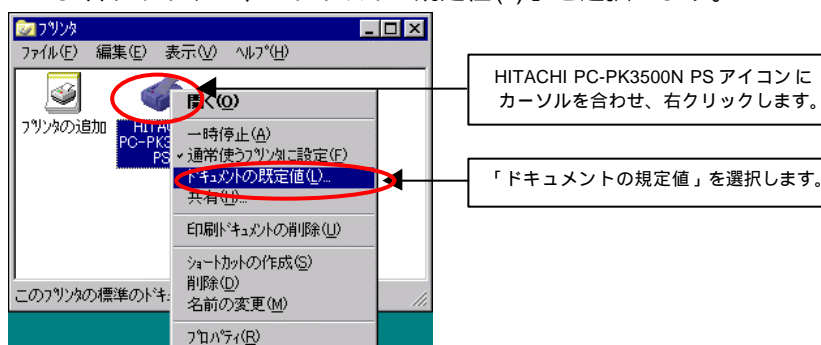 プリンタ
ファイル(F) 編集(E) 表示(V) ヘルプ(H)
プリンタの追加
PC-PK3
PS
開く(O)
一時停止(A)
通常使うプリンタに設定(F)
ドキュメントの既定値(L)...
共有(H)...
印刷ドキュメントの削除(U)
ショートカットの作成(S)
削除(D)
名前の変更(M)
プロパティ(R)
このプリンタの標準のドキ
HITACHI PC-PK3500N PS アイコンに
カーソルを合わせ、右クリックします。
「ドキュメントの規定値」を選択します。